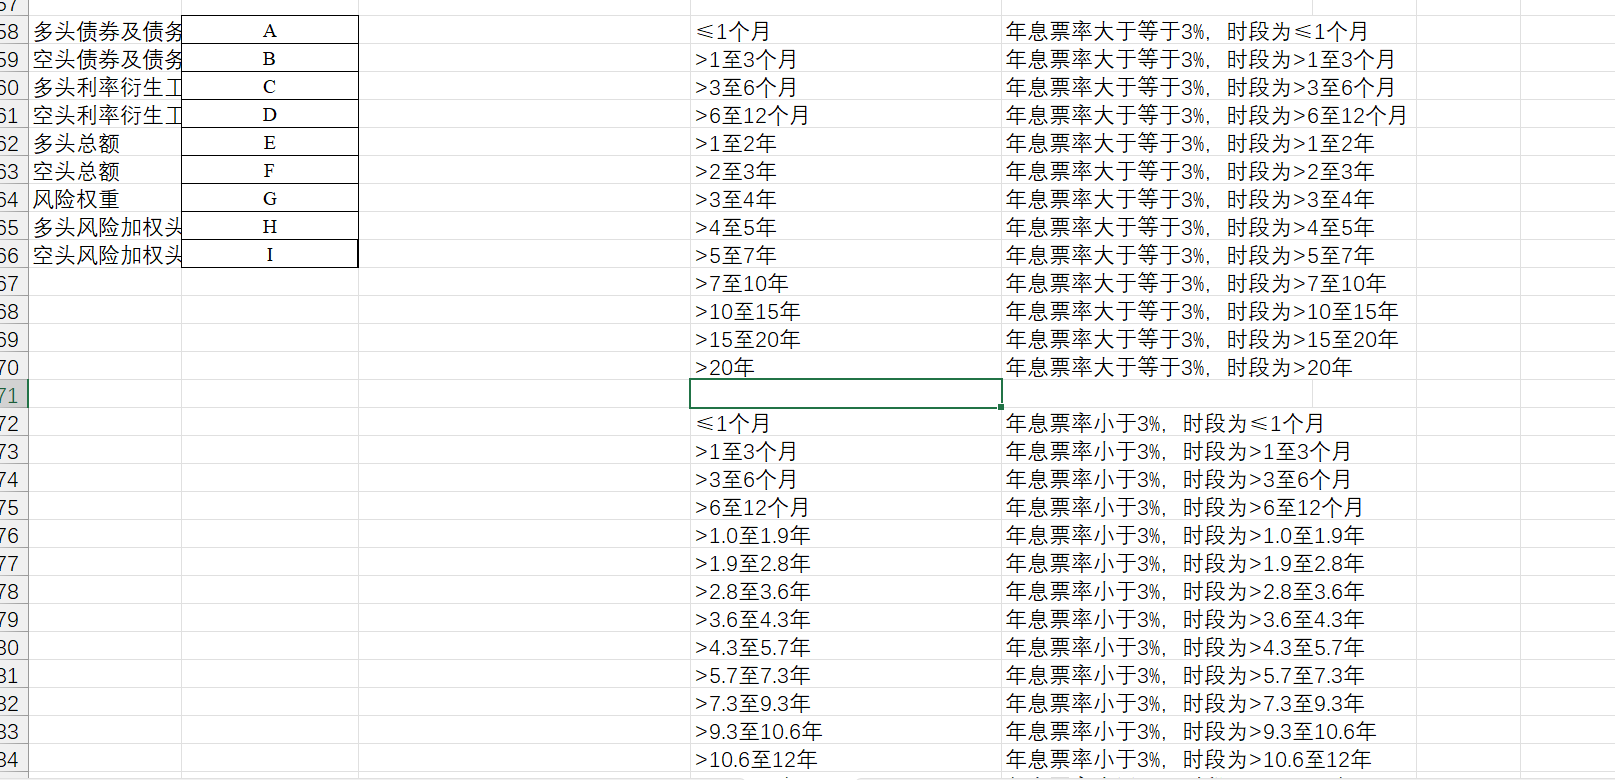 57
58 多头债券及债务 A ≤1个月 年息票率大于等于3%，时段为≤1个月
59 空头债券及债务 B >1至3个月 年息票率大于等于3%，时段为>1至3个月
60 多头利率衍生工 C >3至6个月 年息票率大于等于3%，时段为>3至6个月
61 空头利率衍生工 D >6至12个月 年息票率大于等于3%，时段为>6至12个月
62 多头总额 E >1至2年 年息票率大于等于3%，时段为>1至2年
63 空头总额 F >2至3年 年息票率大于等于3%，时段为>2至3年
64 风险权重 G >3至4年 年息票率大于等于3%，时段为>3至4年
65 多头风险加权头 H >4至5年 年息票率大于等于3%，时段为>4至5年
66 空头风险加权头 I >5至7年 年息票率大于等于3%，时段为>5至7年
67 >7至10年 年息票率大于等于3%，时段为>7至10年
68 >10至15年 年息票率大于等于3%，时段为>10至15年
69 >15至20年 年息票率大于等于3%，时段为>15至20年
70 >20年 年息票率大于等于3%，时段为>20年
71
72 ≤1个月 年息票率小于3%，时段为≤1个月
73 >1至3个月 年息票率小于3%，时段为>1至3个月
74 >3至6个月 年息票率小于3%，时段为>3至6个月
75 >6至12个月 年息票率小于3%，时段为>6至12个月
76 >1.0至1.9年 年息票率小于3%，时段为>1.0至1.9年
77 >1.9至2.8年 年息票率小于3%，时段为>1.9至2.8年
78 >2.8至3.6年 年息票率小于3%，时段为>2.8至3.6年
79 >3.6至4.3年 年息票率小于3%，时段为>3.6至4.3年
80 >4.3至5.7年 年息票率小于3%，时段为>4.3至5.7年
81 >5.7至7.3年 年息票率小于3%，时段为>5.7至7.3年
82 >7.3至9.3年 年息票率小于3%，时段为>7.3至9.3年
83 >9.3至10.6年 年息票率小于3%，时段为>9.3至10.6年
84 >10.6至12年 年息票率小于3%，时段为>10.6至12年